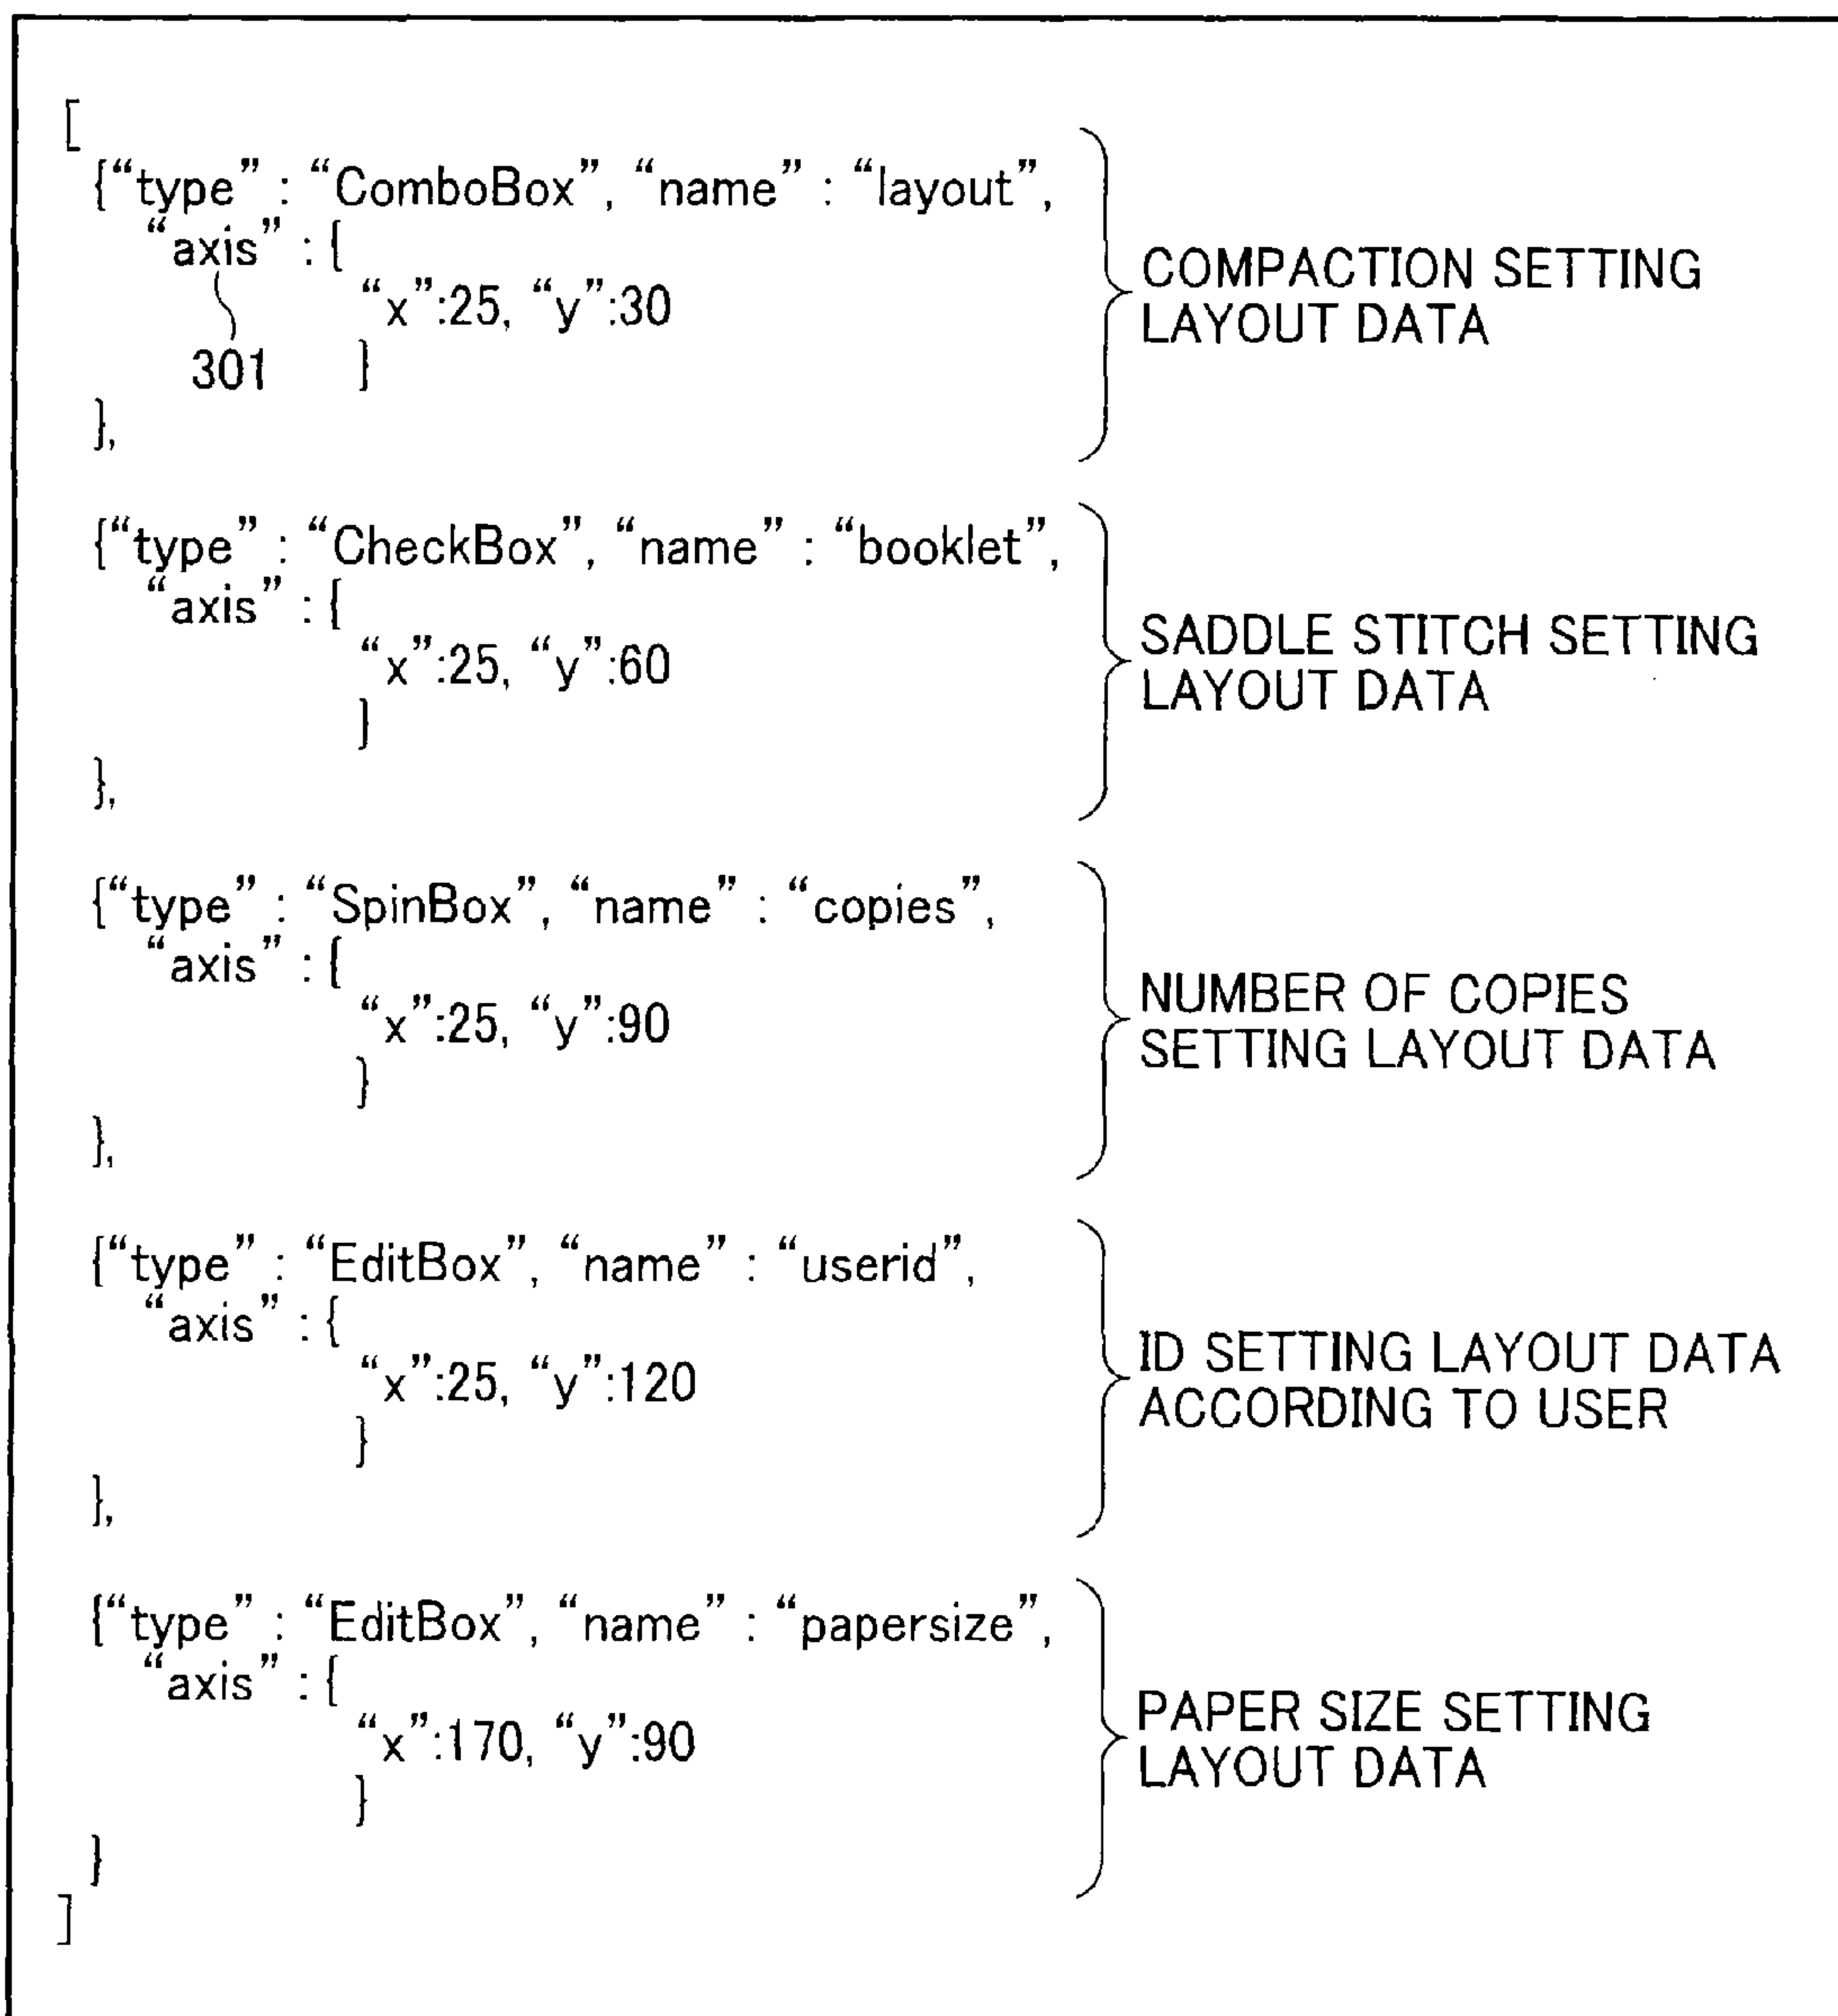 [
{“type” : “ComboBox”, “name” : “layout”,
“axis” : {
“x”:25, “y”:30
301 }
},
COMPACTION SETTING
LAYOUT DATA
{“type” : “CheckBox”, “name” : “booklet”,
“axis” : {
“x”:25, “y”:60
}
},
SADDLE STITCH SETTING
LAYOUT DATA
{“type” : “SpinBox”, “name” : “copies”,
“axis” : {
“x”:25, “y”:90
}
},
NUMBER OF COPIES
SETTING LAYOUT DATA
{“type” : “EditBox”, “name” : “userid”,
“axis” : {
“x”:25, “y”:120
}
},
ID SETTING LAYOUT DATA
ACCORDING TO USER
{“type” : “EditBox”, “name” : “papersize”,
“axis” : {
“x”:170, “y”:90
}
}
PAPER SIZE SETTING
LAYOUT DATA
]